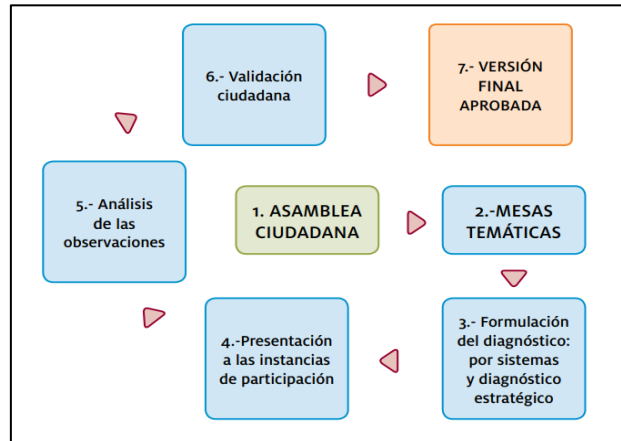 6.- Validación
ciudadana
7.- VERSIÓN
FINAL
APROBADA
5.- Análisis
de las
observaciones
1. ASAMBLEA
CIUDADANA
2.-MESAS
TEMÁTICAS
4.-Presentación
a las instancias
de participación
3.- Formulación
del diagnóstico:
por sistemas
y diagnóstico
estratégico